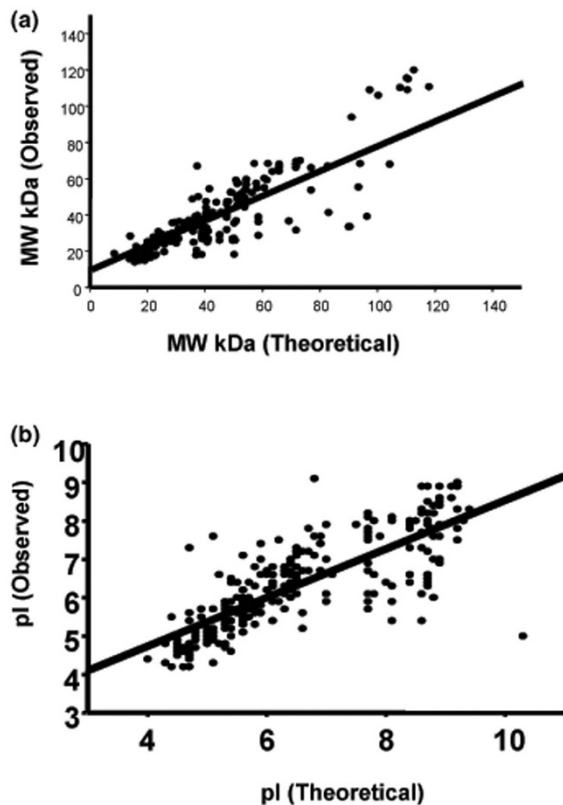 (a)
140
120
100
80
60
40
20
0
MW kDa (Observed)
0 20 40 60 80 100 120 140
MW kDa (Theoretical)
(b)
10
9
8
7
6
5
4
3
pI (Observed)
4 6 8 10
pI (Theoretical)